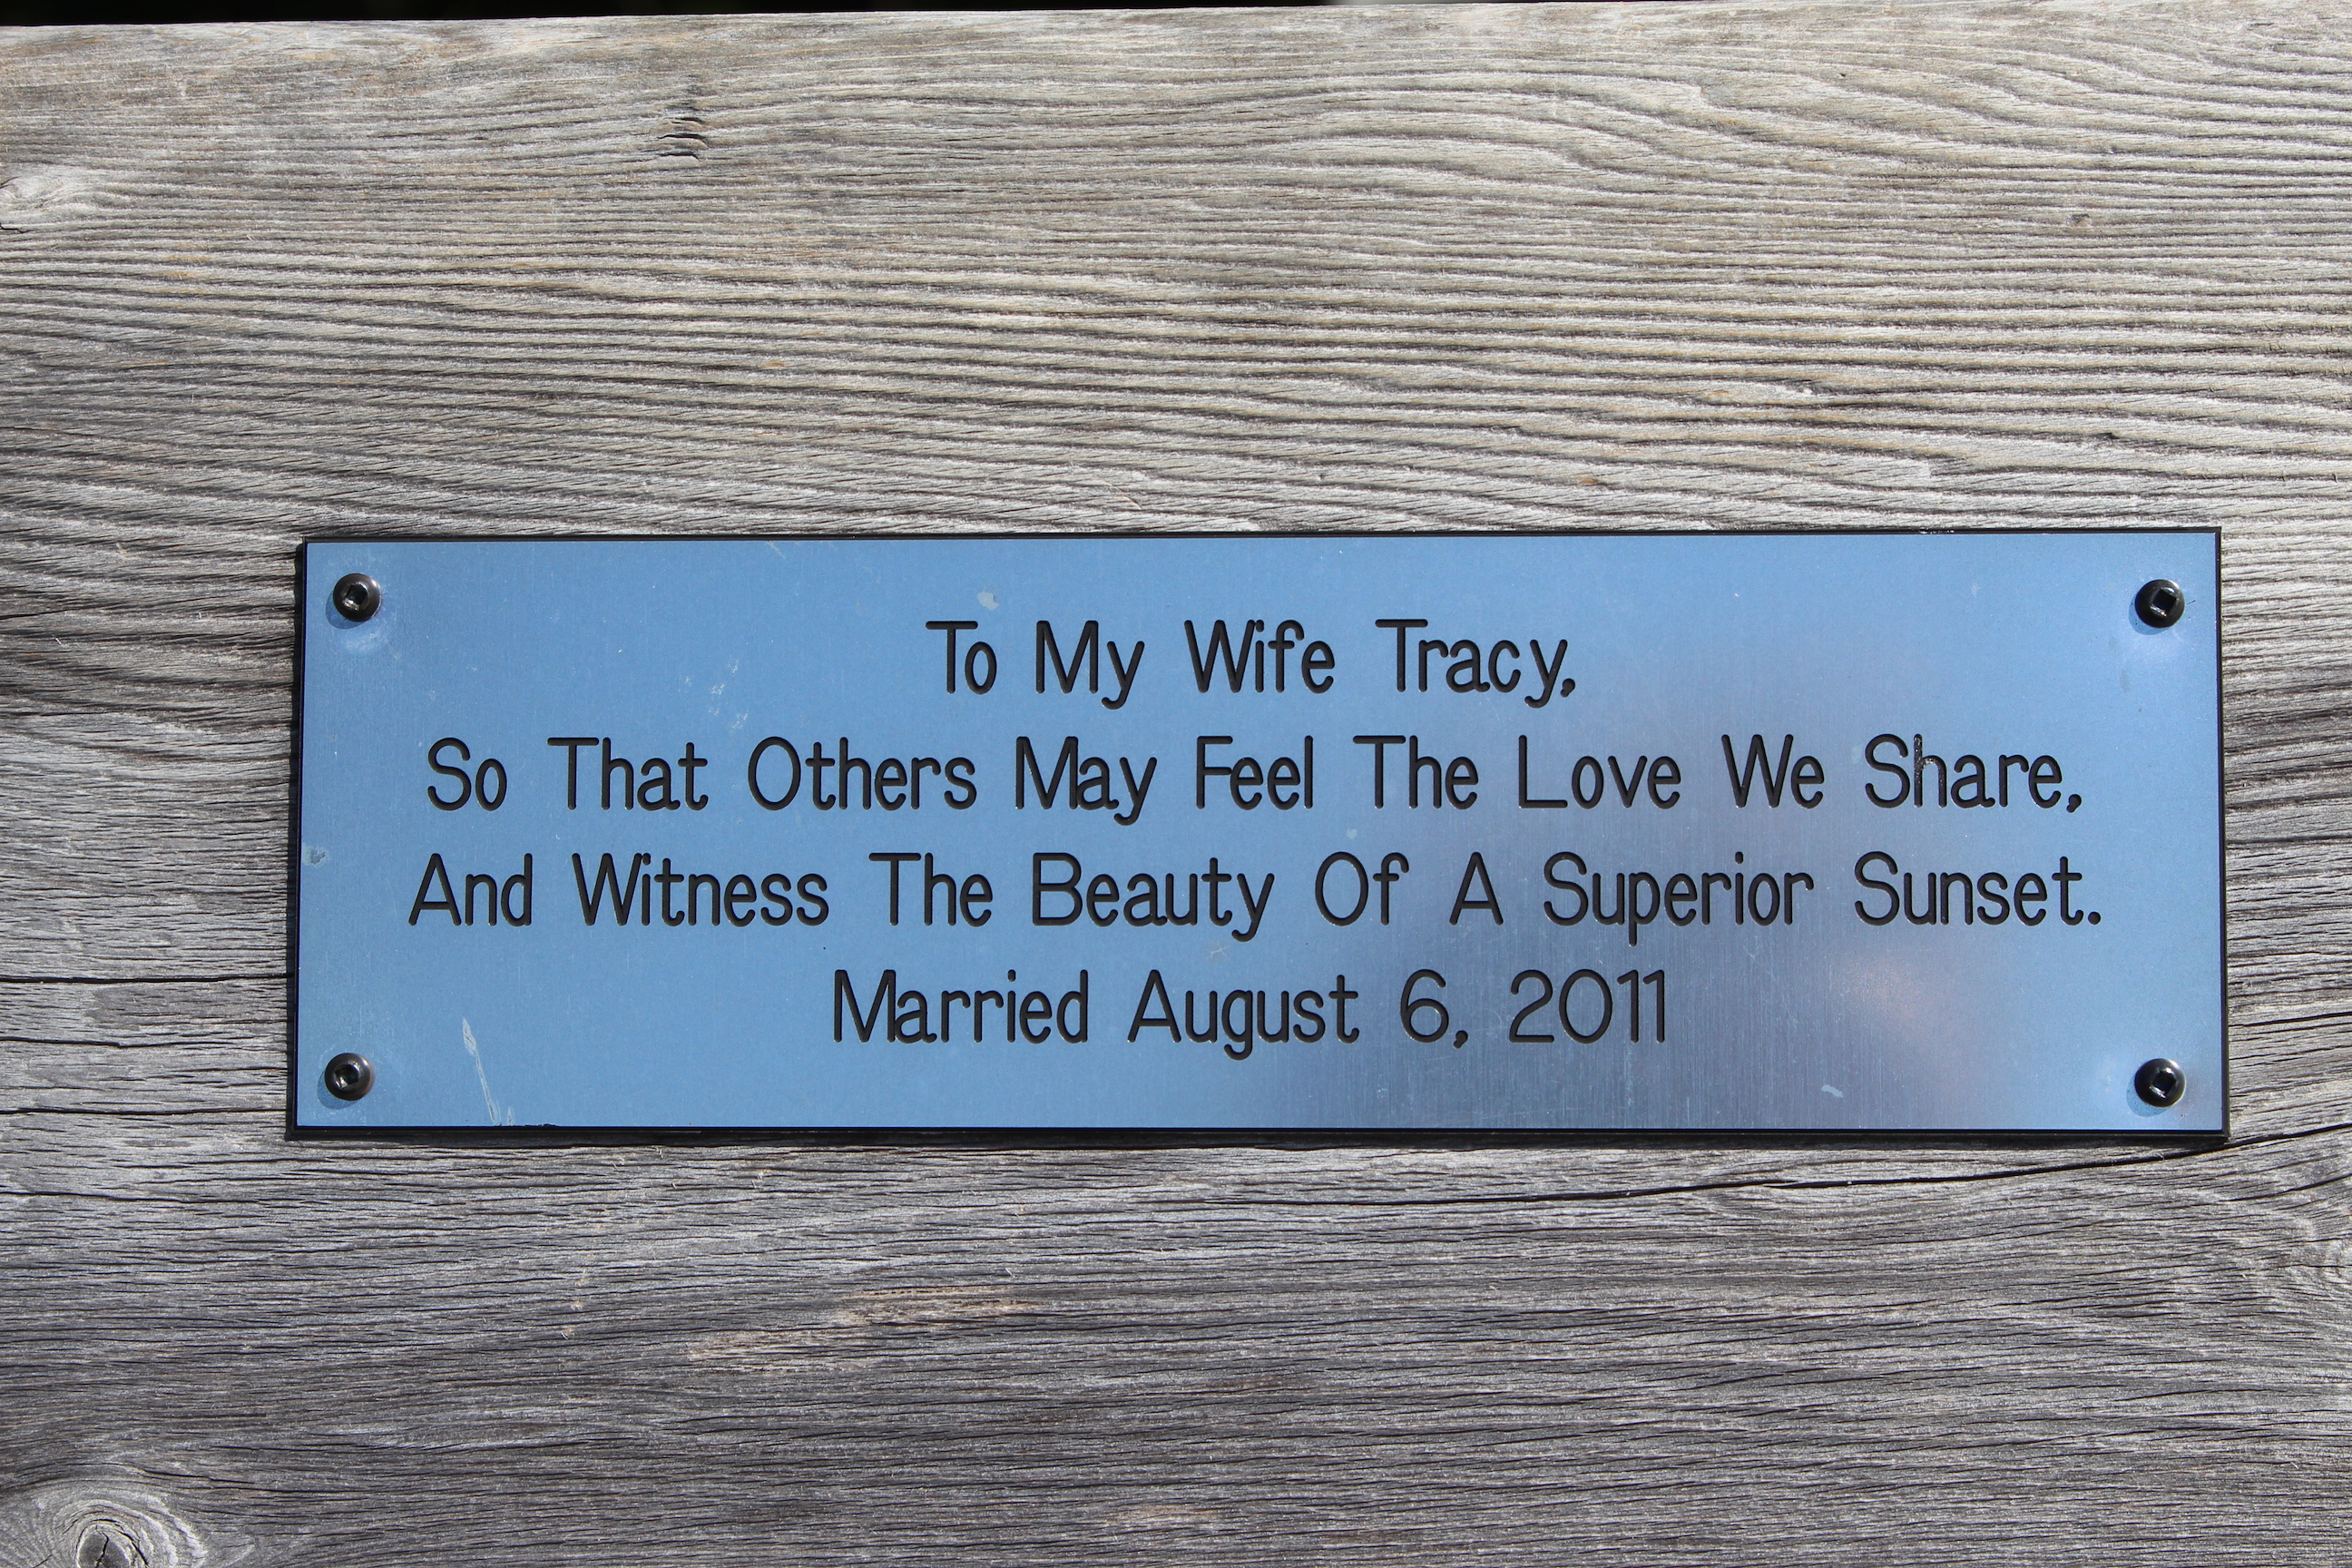 To My Wife Tracy,
So That Others May Feel The Love We Share,
And Witness The Beauty Of A Superior Sunset.
Married August 6, 2011